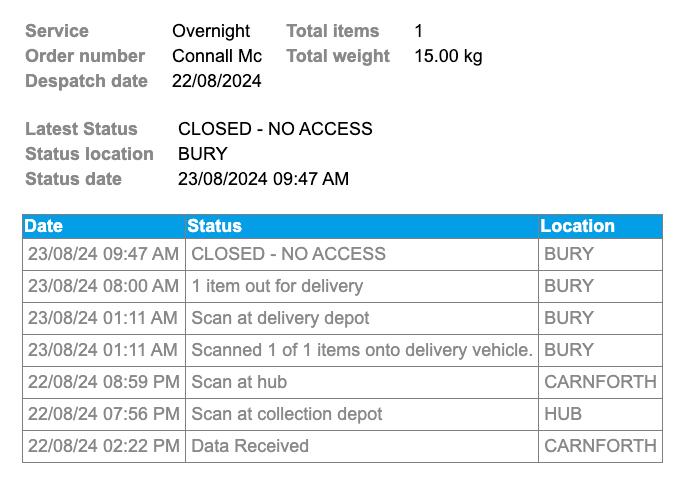 Service Overnight Total items 1
Order number Connall Mc Total weight 15.00 kg
Despatch date 22/08/2024
Latest Status CLOSED - NO ACCESS
Status location BURY
Status date 23/08/2024 09:47 AM
Date Status Location
23/08/24 09:47 AM CLOSED - NO ACCESS BURY
23/08/24 08:00 AM 1 item out for delivery BURY
23/08/24 01:11 AM Scan at delivery depot BURY
23/08/24 01:11 AM Scanned 1 of 1 items onto delivery vehicle. BURY
22/08/24 08:59 PM Scan at hub CARNFORTH
22/08/24 07:56 PM Scan at collection depot HUB
22/08/24 02:22 PM Data Received CARNFORTH